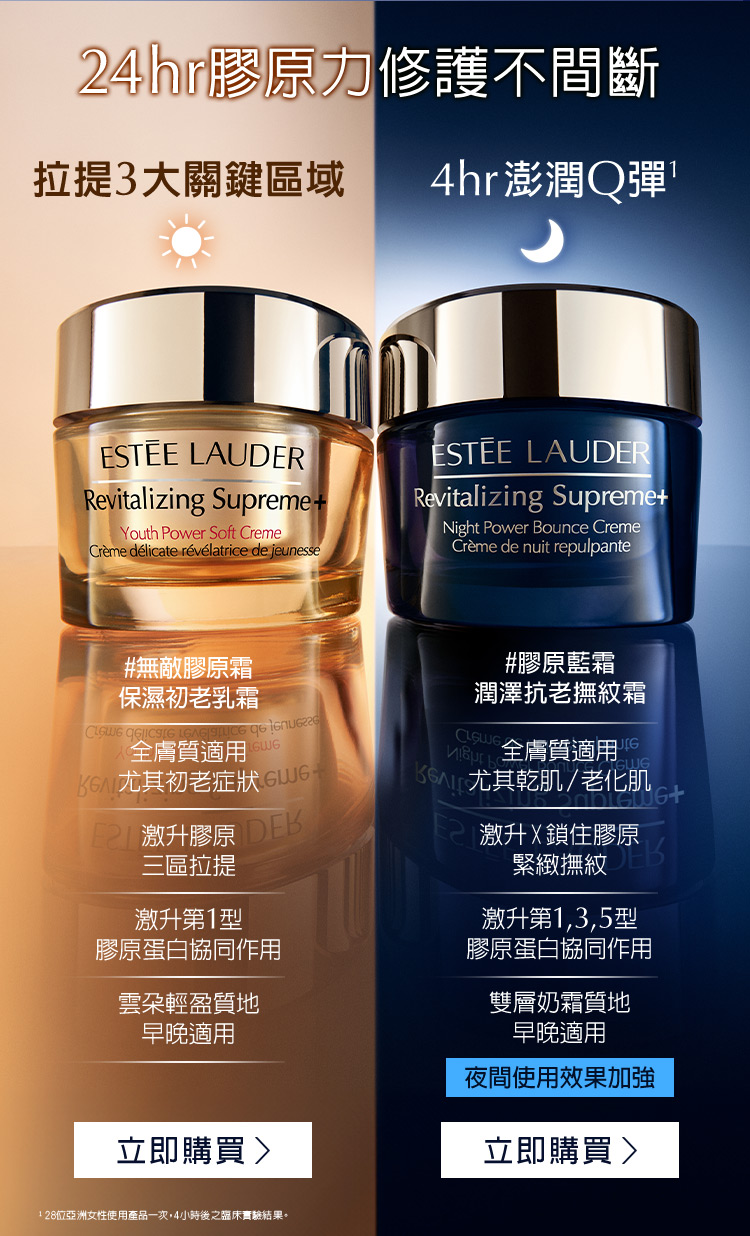 24hr膠原力修護不間斷
拉提3大關鍵區域
4hr澎潤Q彈¹
ESTĒE LAUDER
Revitalizing Supreme+
Youth Power Soft Creme
Crème délicate révélatrice de jeunesse
ESTĒE LAUDER
Revitalizing Supreme+
Night Power Bounce Creme
Crème de nuit repulpante
#無敵膠原霜
保濕初老乳霜
全膚質適用
尤其初老症狀
激升膠原
三區拉提
激升第1型
膠原蛋白協同作用
雲朵輕盈質地
早晚適用
立即購買 >
#膠原藍霜
潤澤抗老撫紋霜
全膚質適用
尤其乾肌/老化肌
激升X鎖住膠原
緊緻撫紋
激升第1,3,5型
膠原蛋白協同作用
雙層奶霜質地
早晚適用
夜間使用效果加強
立即購買 >
¹ 28位亞洲女性使用產品一次,4小時後之臨床實驗結果。